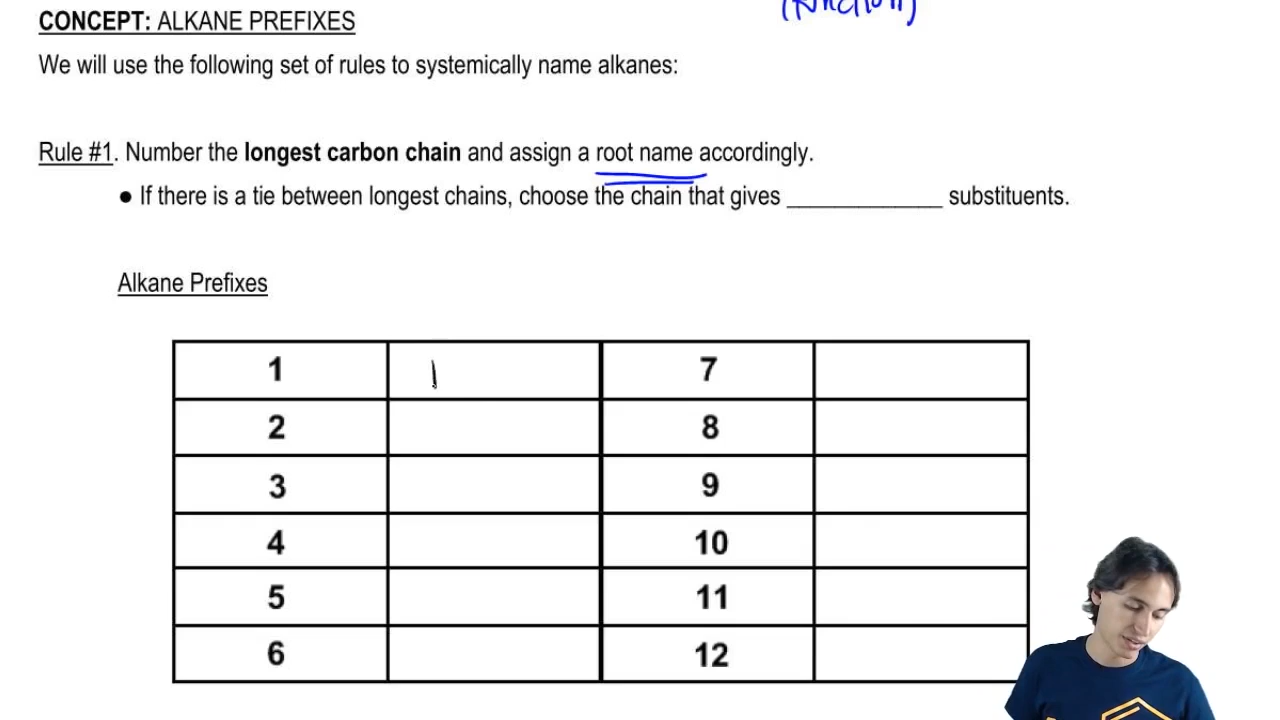 (function)
CONCEPT: ALKANE PREFIXES
We will use the following set of rules to systemically name alkanes:
Rule #1. Number the longest carbon chain and assign a root name accordingly.
● If there is a tie between longest chains, choose the chain that gives _____________ substituents.
Alkane Prefixes
1 7
2 8
3 9
4 10
5 11
6 12